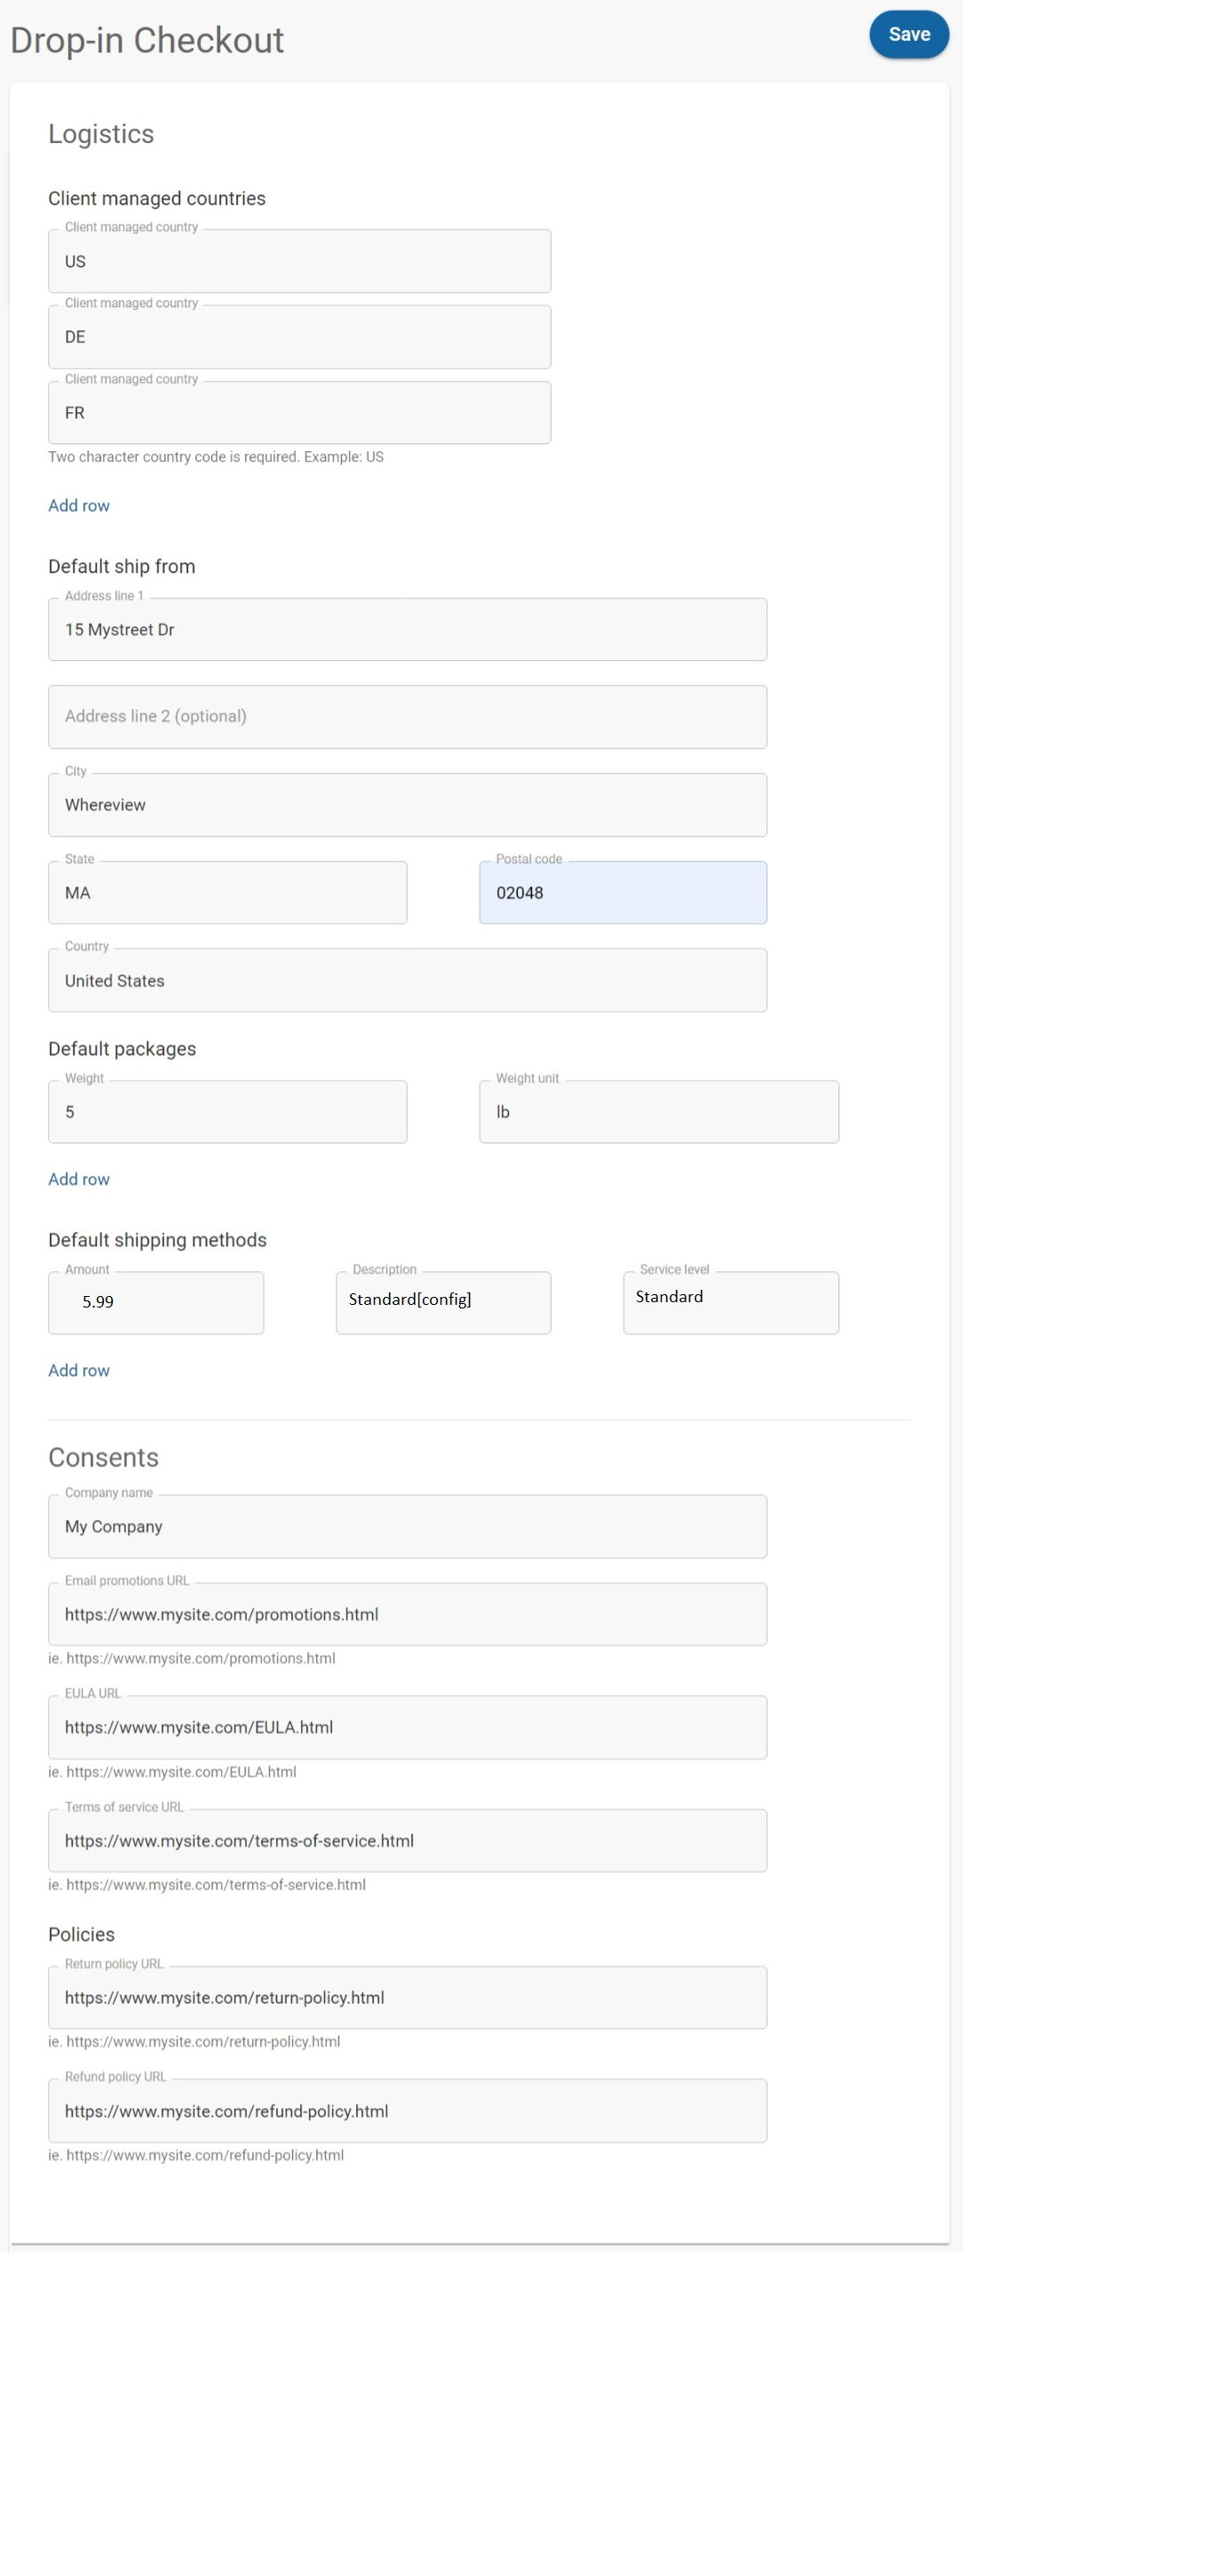 Drop-in Checkout
Save
Logistics
Client managed countries
Client managed country
US
Client managed country
DE
Client managed country
FR
Two character country code is required. Example: US
Add row
Default ship from
Address line 1
15 Mystreet Dr
Address line 2 (optional)
City
Whereview
State
MA
Postal code
02048
Country
United States
Default packages
Weight
5
Weight unit
lb
Add row
Default shipping methods
Amount
5.99
Description
Standard[config]
Service level
Standard
Add row
Consents
Company name
My Company
Email promotions URL
https://www.mysite.com/promotions.html
ie. https://www.mysite.com/promotions.html
EULA URL
https://www.mysite.com/EULA.html
ie. https://www.mysite.com/EULA.html
Terms of service URL
https://www.mysite.com/terms-of-service.html
ie. https://www.mysite.com/terms-of-service.html
Policies
Return policy URL
https://www.mysite.com/return-policy.html
ie. https://www.mysite.com/return-policy.html
Refund policy URL
https://www.mysite.com/refund-policy.html
ie. https://www.mysite.com/refund-policy.html